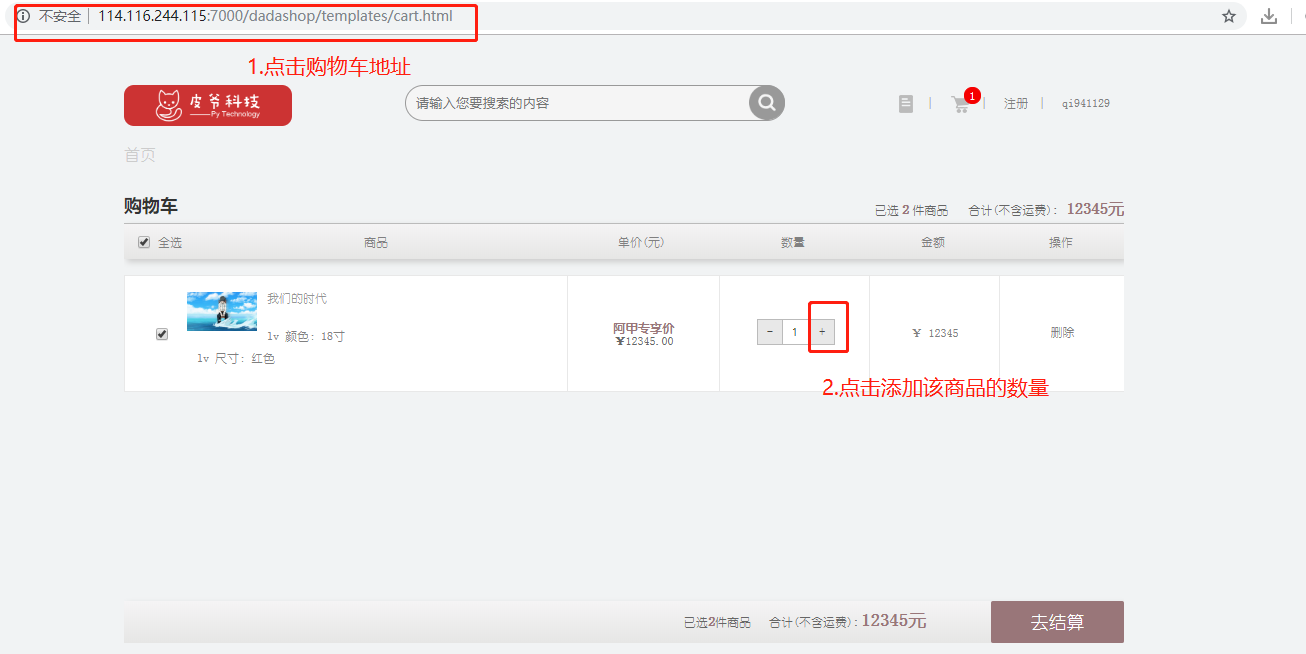 不安全 114.116.244.115:7000/dadashop/templates/cart.html
1.点击购物车地址
皮爷科技
Py Technology
请输入您要搜索的内容
1
注册
qi941129
首页
购物车
已选 2 件商品 合计(不含运费): 12345元
全选 商品 单价(元) 数量 金额 操作
我们的时代
lv 颜色: 18寸
lv 尺寸: 红色
阿甲专享价
¥12345.00
- 1 +
¥ 12345
删除
2.点击添加该商品的数量
已选2件商品 合计(不含运费): 12345元
去结算